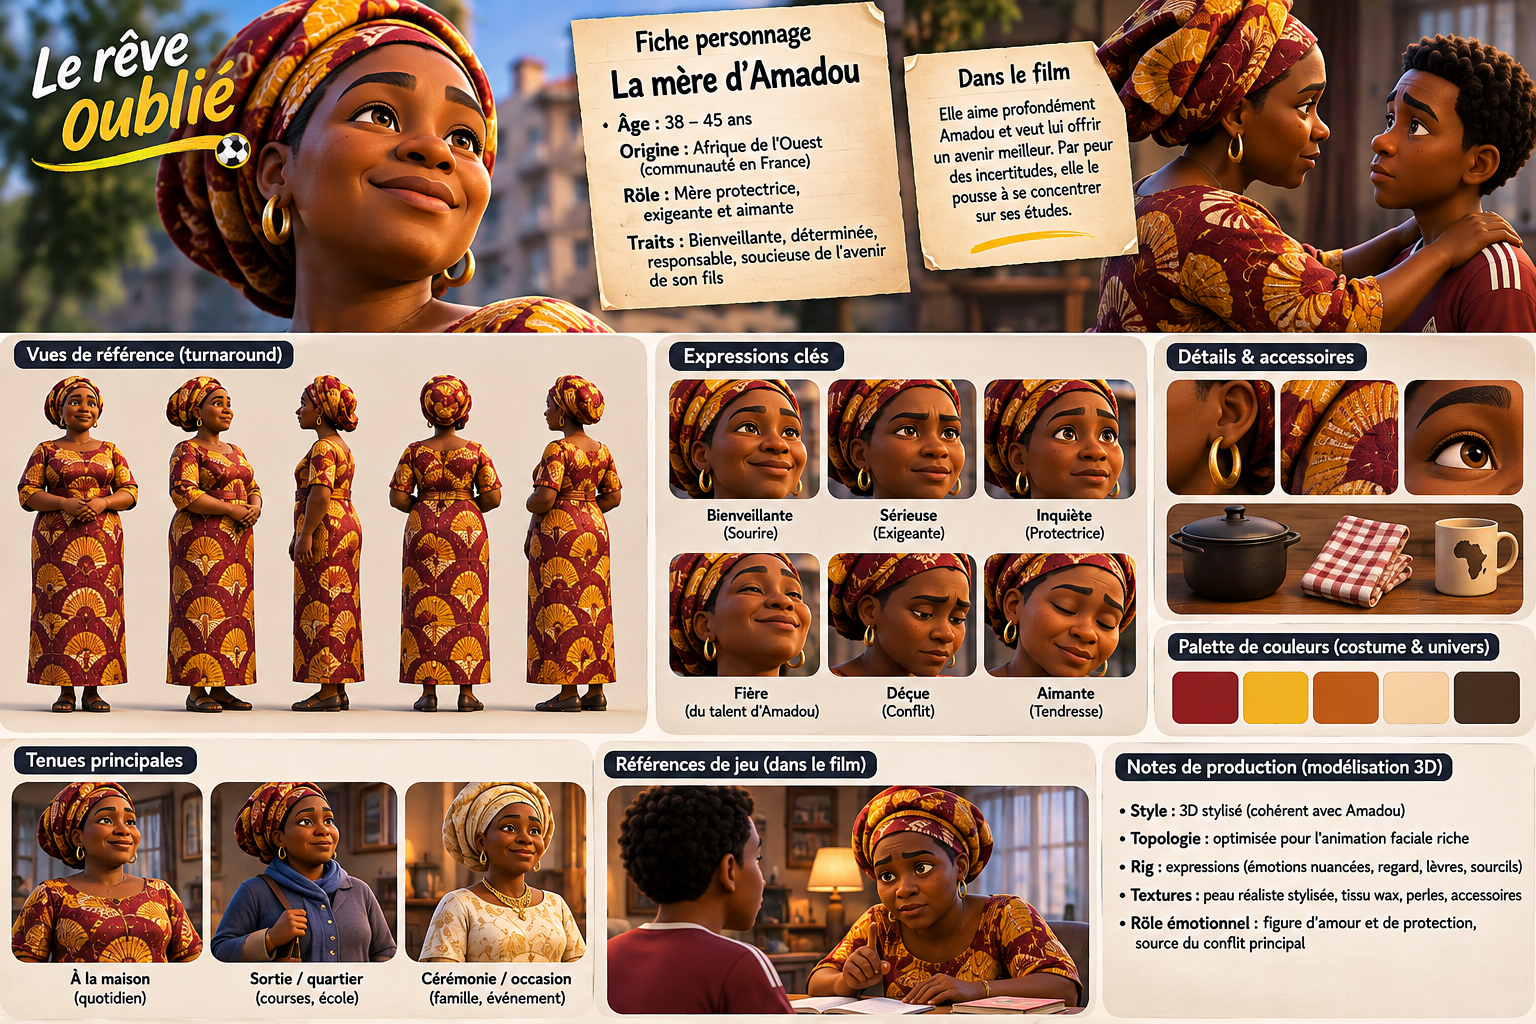 Le rêve
oublié
Fiche personnage
La mère d'Amadou
• Âge : 38 – 45 ans
Origine : Afrique de l'Ouest
(communauté en France)
Rôle : Mère protectrice,
exigeante et aimante
Traits : Bienveillante, déterminée,
responsable, soucieuse de l'avenir
de son fils
Dans le film
Elle aime profondément
Amadou et veut lui offrir
un avenir meilleur. Par peur
des incertitudes, elle le
pousse à se concentrer
sur ses études.
Vues de référence (turnaround)
Expressions clés
Bienveillante
(Sourire)
Sérieuse
(Exigeante)
Inquiète
(Protectrice)
Fière
(du talent d'Amadou)
Déçue
(Conflit)
Aimante
(Tendresse)
Détails & accessoires
Palette de couleurs (costume & univers)
Tenues principales
À la maison
(quotidien)
Sortie / quartier
(courses, école)
Cérémonie / occasion
(famille, événement)
Références de jeu (dans le film)
Notes de production (modélisation 3D)
• Style : 3D stylisé (cohérent avec Amadou)
• Topologie : optimisée pour l'animation faciale riche
• Rig : expressions (émotions nuancées, regard, lèvres, sourcils)
• Textures : peau réaliste stylisée, tissu wax, perles, accessoires
• Rôle émotionnel : figure d'amour et de protection,
source du conflit principal